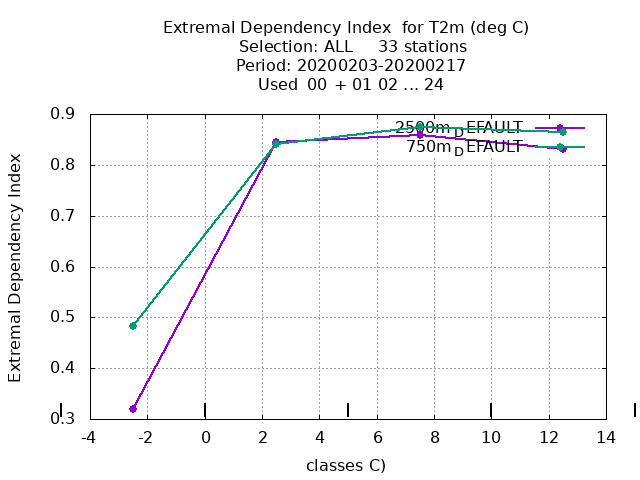 Extremal Dependency Index  for T2m (deg C)
Selection: ALL     33 stations
Period: 20200203-20200217
Used  00 + 01 02 ... 24
0.9
0.8
0.7
0.6
0.5
0.4
0.3
Extremal Dependency Index
2500m_DEFAULT
750m_DEFAULT
-4 -2 0 2 4 6 8 10 12 14
classes C)